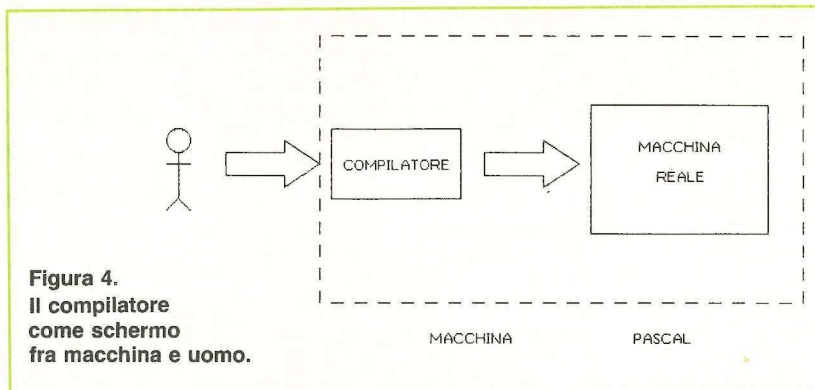 COMPILATORE
MACCHINA
REALE
Figura 4.
Il compilatore
come schermo
fra macchina e uomo.
MACCHINA PASCAL